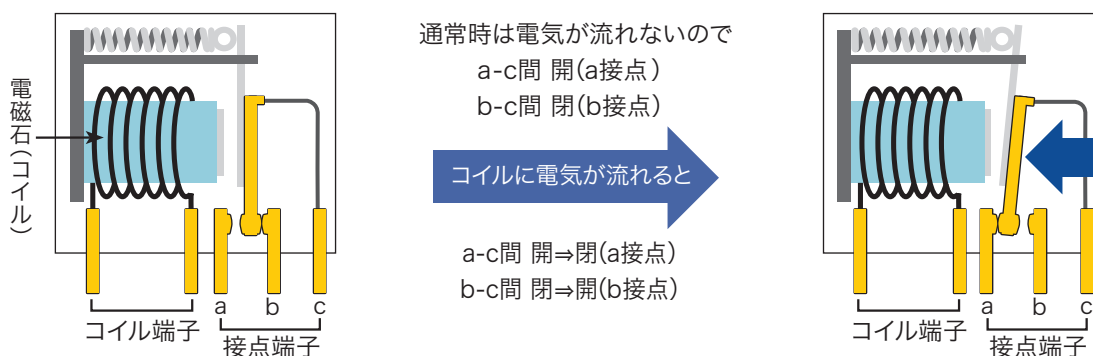 電磁石(コイル)
a
b
c
コイル端子
接点端子
通常時は電気が流れないので
a-c間 開(a接点)
b-c間 閉(b接点)
コイルに電気が流れると
a-c間 開⇒閉(a接点)
b-c間 閉⇒開(b接点)
a
b
c
コイル端子
接点端子